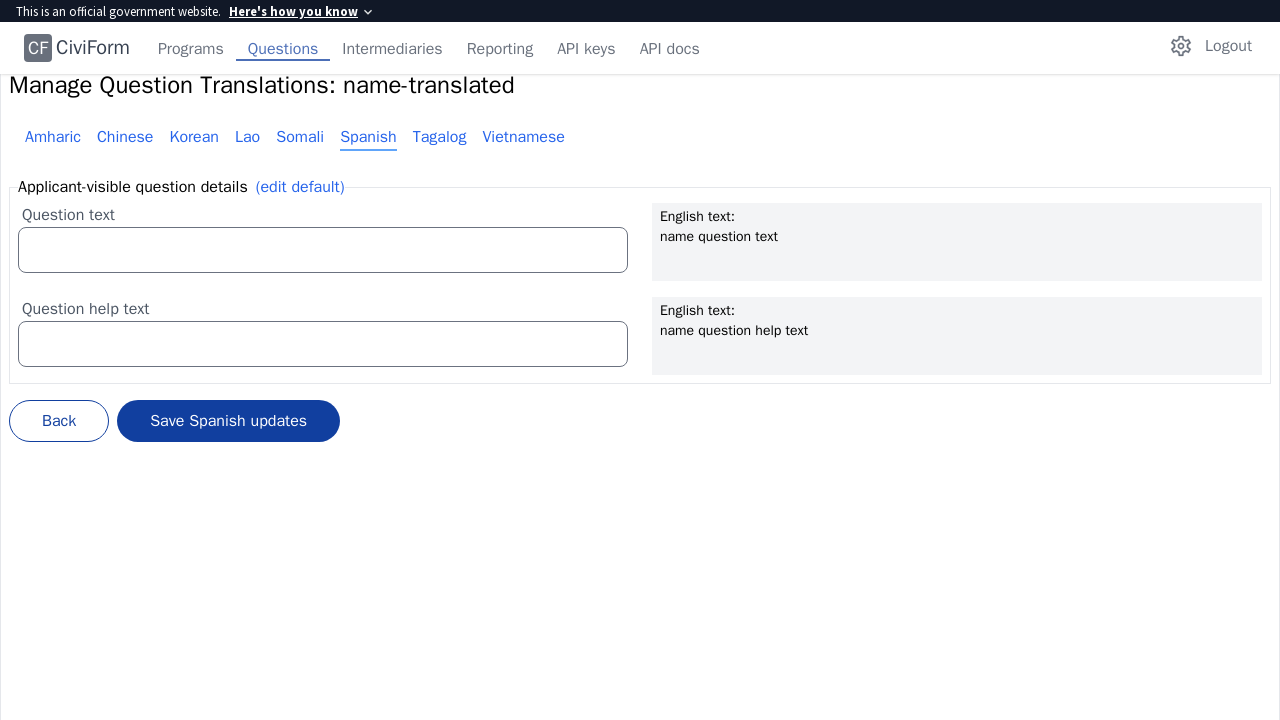 This is an official government website. Here's how you know
CF CiviForm Programs Questions Intermediaries Reporting API keys API docs Logout
Manage Question Translations: name-translated
Amharic Chinese Korean Lao Somali Spanish Tagalog Vietnamese
Applicant-visible question details (edit default)
Question text
English text:
name question text
Question help text
English text:
name question help text
Back Save Spanish updates